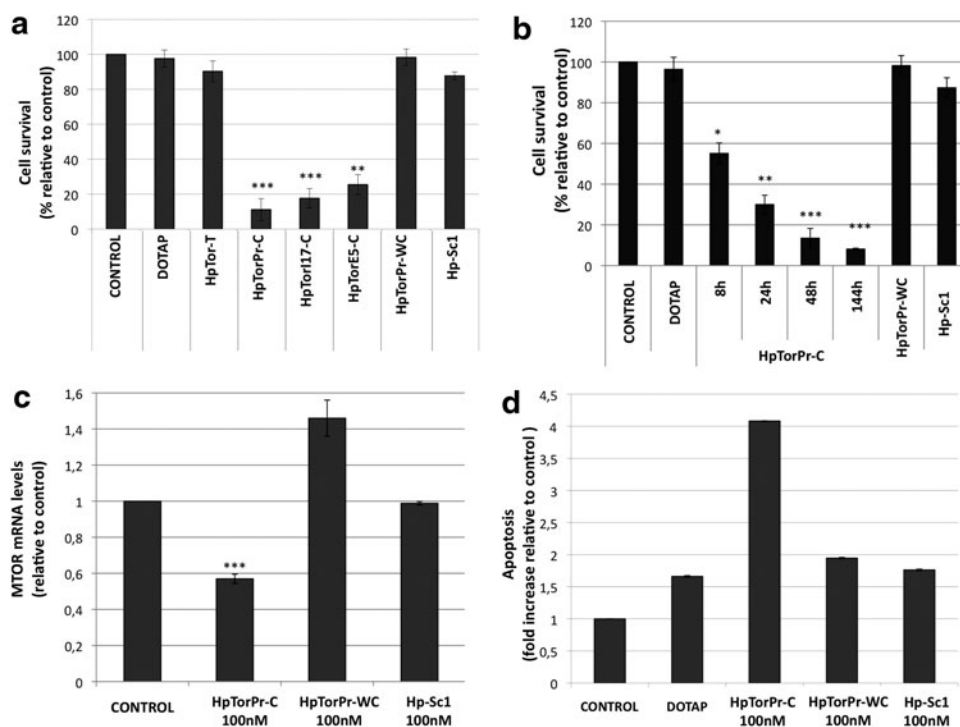 a
120
100
80
60
40
20
0
Cell survival
(% relative to control)
***
***
**
CONTROL
DOTAP
HpTor-T
HpTorPr-C
HpTorI17-C
HpTorE5-C
HpTorPr-WC
Hp-Sc1
b
120
100
80
60
40
20
0
Cell survival
(% relative to control)
*
**
***
***
CONTROL
DOTAP
8h
24h
48h
144h
HpTorPr-WC
Hp-Sc1
HpTorPr-C
c
1,6
1,4
1,2
1
0,8
0,6
0,4
0,2
0
MTOR mRNA levels
(relative to control)
***
CONTROL
HpTorPr-C
100nM
HpTorPr-WC
100nM
Hp-Sc1
100nM
d
4,5
4
3,5
3
2,5
2
1,5
1
0,5
0
Apoptosis
(fold increase relative to control )
CONTROL
DOTAP
HpTorPr-C
100nM
HpTorPr-WC
100nM
Hp-Sc1
100nM